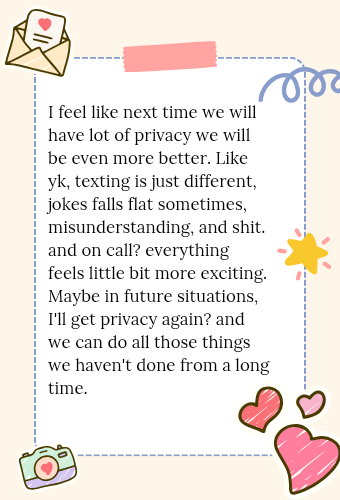 I feel like next time we will
have lot of privacy we will
be even more better. Like
yk, texting is just different,
jokes falls flat sometimes,
misunderstanding, and shit.
and on call? everything
feels little bit more exciting.
Maybe in future situations,
I'll get privacy again? and
we can do all those things
we haven't done from a long
time.